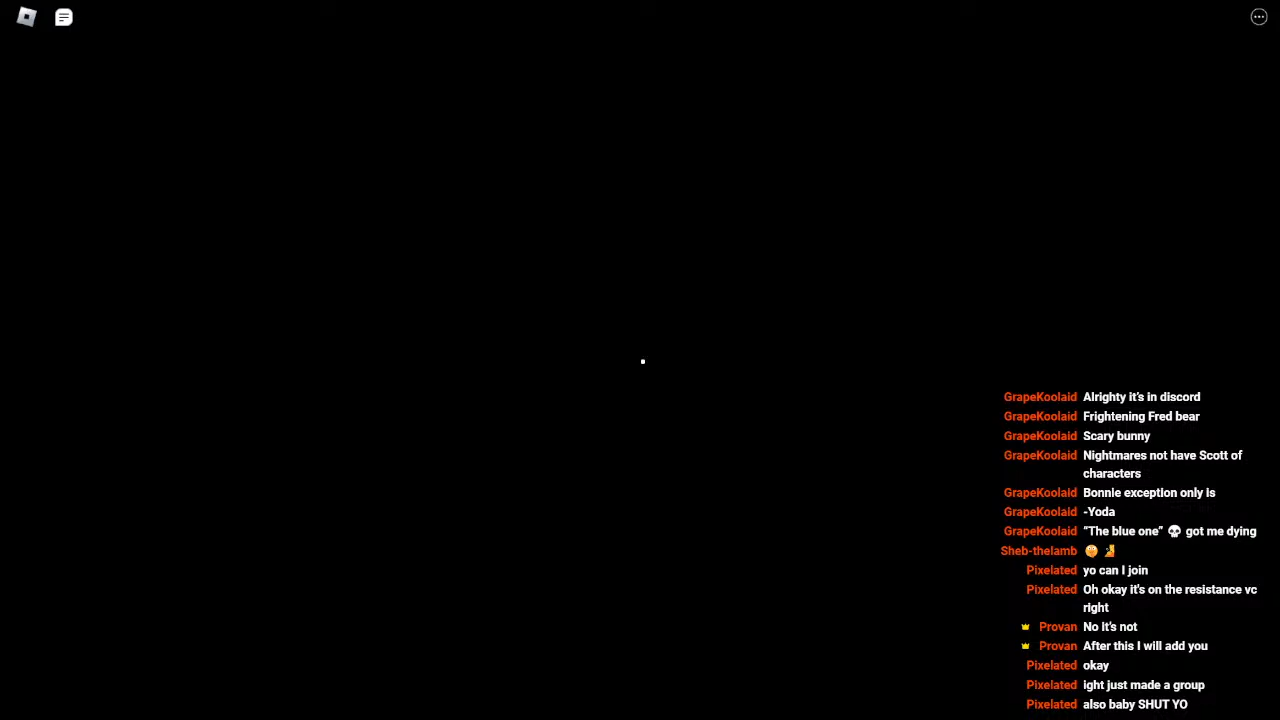 GrapeKoolaid Alrighty it's in discord
GrapeKoolaid Frightening Fred bear
GrapeKoolaid Scary bunny
GrapeKoolaid Nightmares not have Scott of
characters
GrapeKoolaid Bonnie exception only is
GrapeKoolaid -Yoda
GrapeKoolaid "The blue one" 💀 got me dying
Sheb-thelamb
Pixelated yo can I join
Pixelated Oh okay it's on the resistance vc
right
Provan No it's not
Provan After this I will add you
Pixelated okay
Pixelated ight just made a group
Pixelated also baby SHUT YO